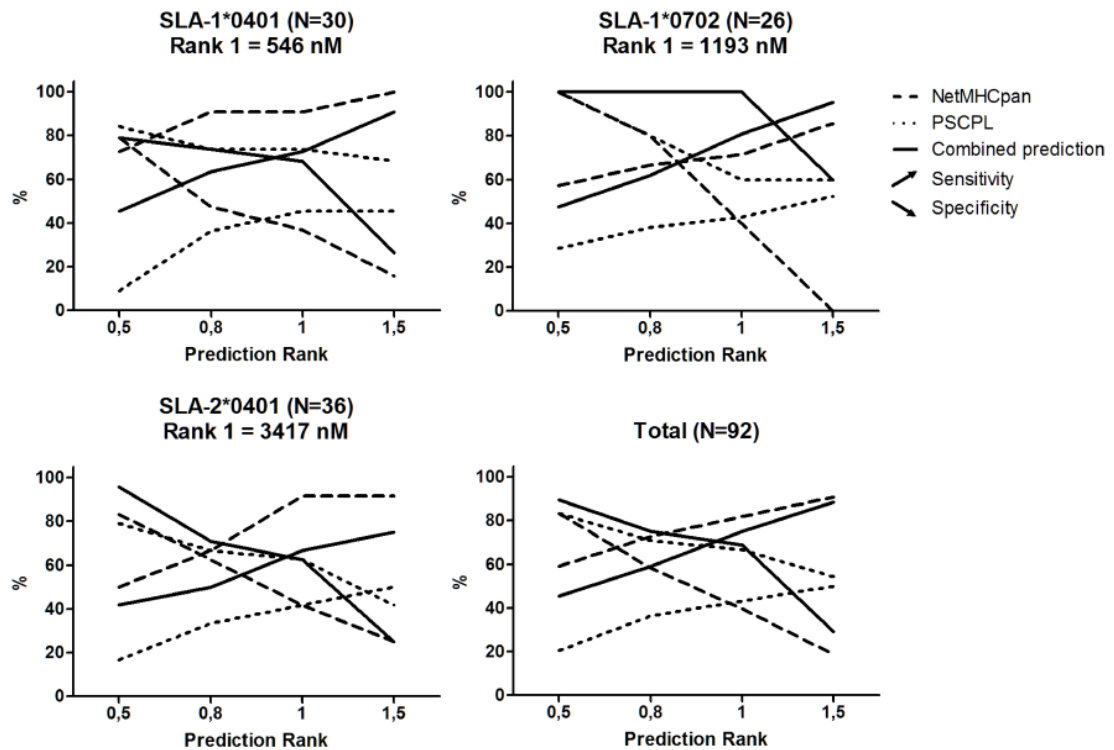 SLA-1*0401 (N=30)
Rank 1 = 546 nM
100
80
60
40
20
0
%
0,5 0,8 1 1,5
Prediction Rank
SLA-1*0702 (N=26)
Rank 1 = 1193 nM
100
80
60
40
20
0
%
0,5 0,8 1 1,5
Prediction Rank
NetMHCpan
PSCPL
Combined prediction
Sensitivity
Specificity
SLA-2*0401 (N=36)
Rank 1 = 3417 nM
100
80
60
40
20
0
%
0,5 0,8 1 1,5
Prediction Rank
Total (N=92)
100
80
60
40
20
0
%
0,5 0,8 1 1,5
Prediction Rank